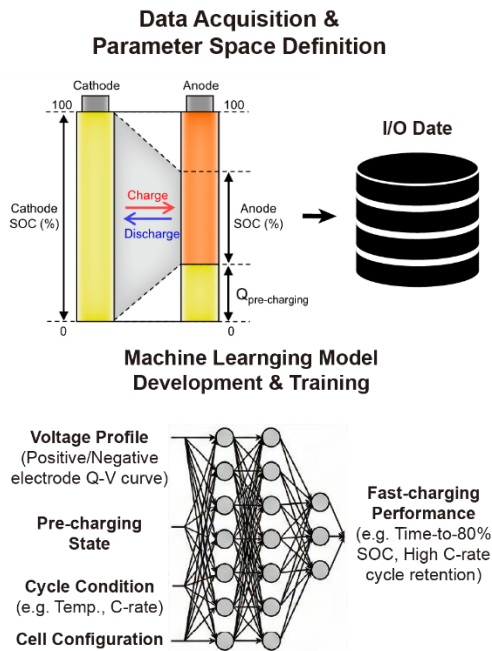 Data Acquisition &
Parameter Space Definition
Cathode
Anode
100
100
I/O Date
Charge
Discharge
Cathode
SOC (%)
Anode
SOC (%)
Qpre-charging
0
0
Machine Learnging Model
Development & Training
Voltage Profile
(Positive/Negative
electrode Q-V curve)
Pre-charging
State
Cycle Condition
(e.g. Temp., C-rate)
Cell Configuration
Fast-charging
Performance
(e.g. Time-to-80%
SOC, High C-rate
cycle retention)